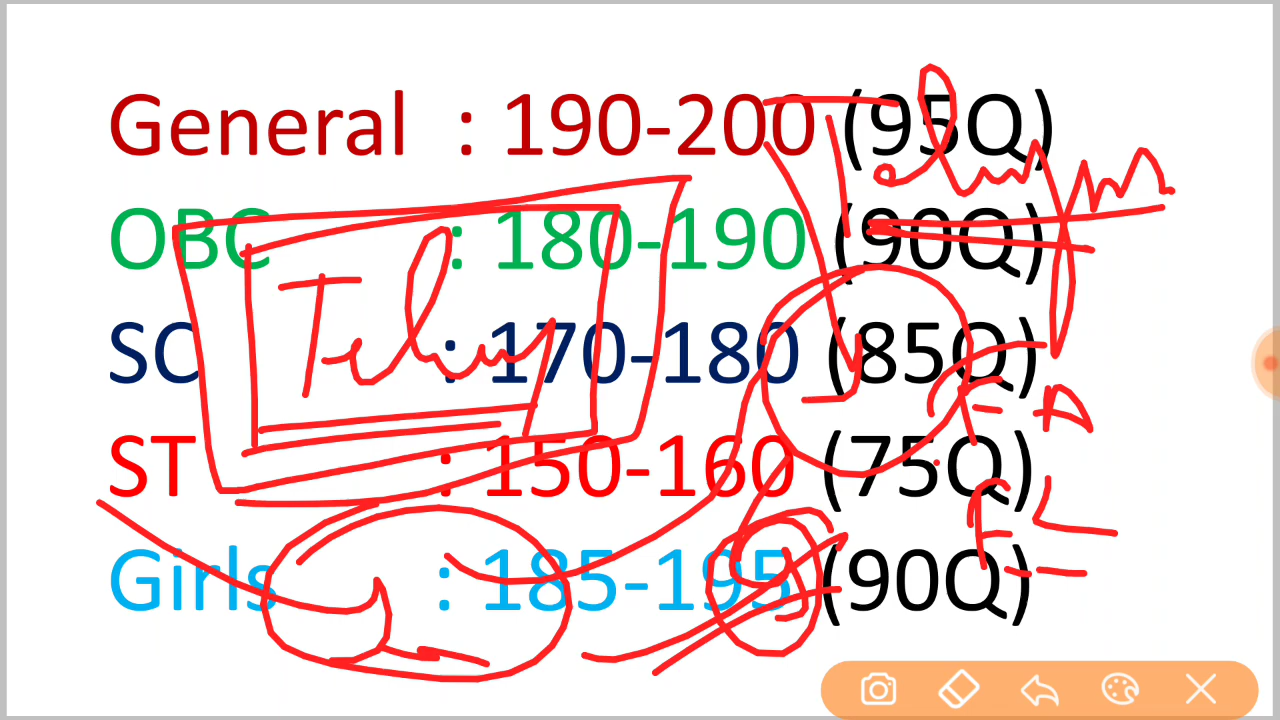 General : 190-200 (95Q)
OBC : 180-190 (90Q)
SC : 170-180 (85Q)
ST : 150-160 (75Q)
Girls : 185-195 (90Q)